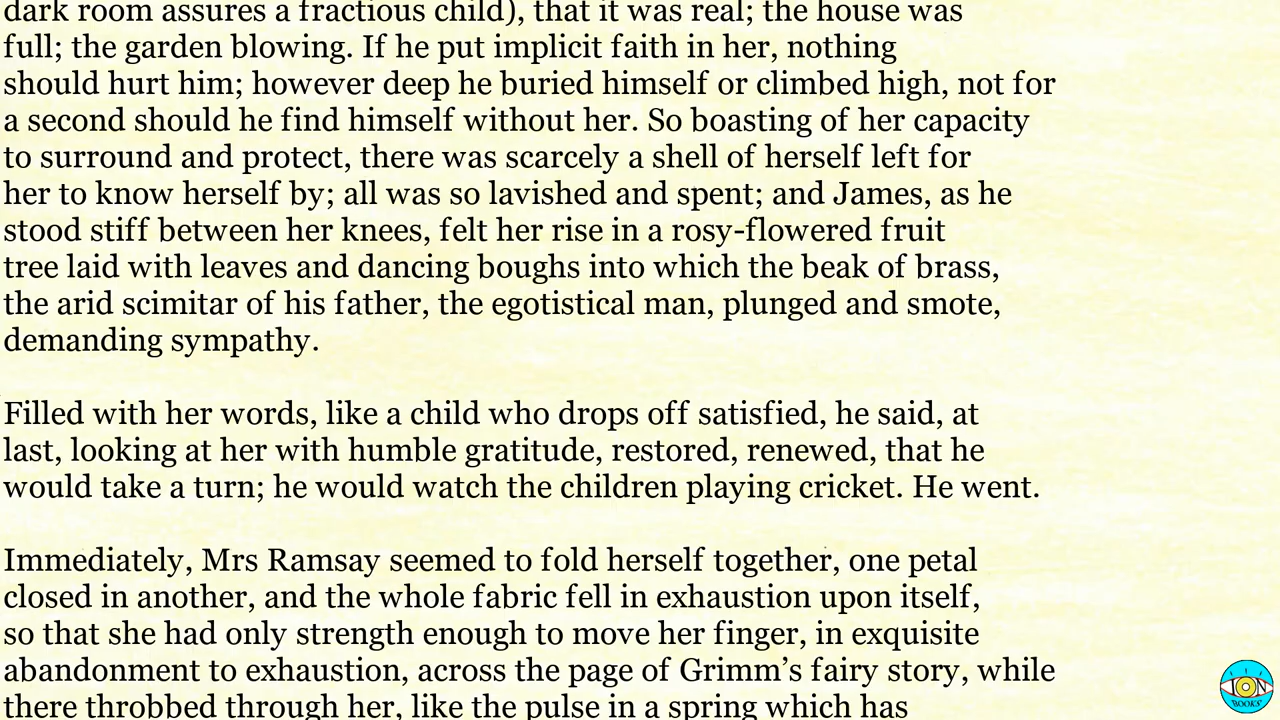 dark room assures a fractious child), that it was real; the house was
full; the garden blowing. If he put implicit faith in her, nothing
should hurt him; however deep he buried himself or climbed high, not for
a second should he find himself without her. So boasting of her capacity
to surround and protect, there was scarcely a shell of herself left for
her to know herself by; all was so lavished and spent; and James, as he
stood stiff between her knees, felt her rise in a rosy-flowered fruit
tree laid with leaves and dancing boughs into which the beak of brass,
the arid scimitar of his father, the egotistical man, plunged and smote,
demanding sympathy.
Filled with her words, like a child who drops off satisfied, he said, at
last, looking at her with humble gratitude, restored, renewed, that he
would take a turn; he would watch the children playing cricket. He went.
Immediately, Mrs Ramsay seemed to fold herself together, one petal
closed in another, and the whole fabric fell in exhaustion upon itself,
so that she had only strength enough to move her finger, in exquisite
abandonment to exhaustion, across the page of Grimm’s fairy story, while
there throbbed through her, like the pulse in a spring which has
ION
BOOKS